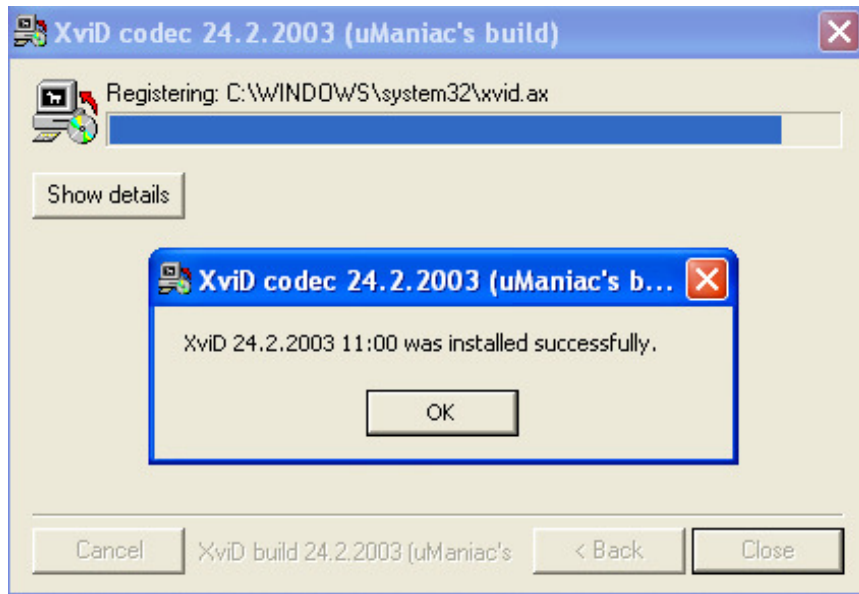 XviD codec 24.2.2003 (uManiac's build)
Registering: C:\WINDOWS\system32\xvid.ax
Show details
XviD codec 24.2.2003 (uManiac's b...
XviD 24.2.2003 11:00 was installed successfully.
OK
Cancel XviD build 24.2.2003 (uManiac's < Back Close